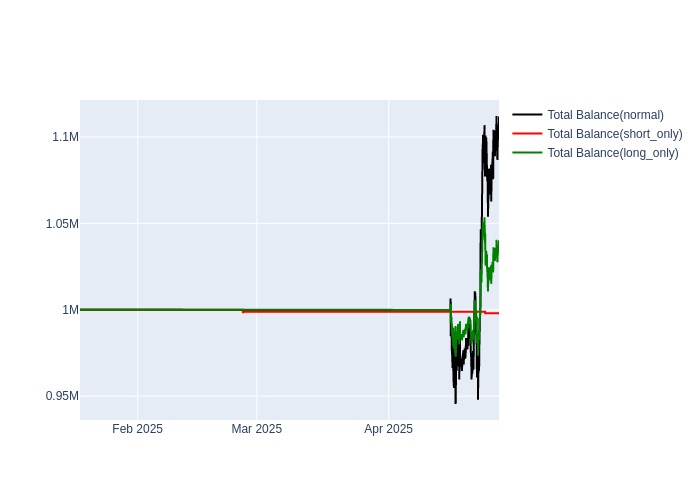 1.1M
1.05M
1M
0.95M
Feb 2025
Mar 2025
Apr 2025
Total Balance(normal)
Total Balance(short_only)
Total Balance(long_only)